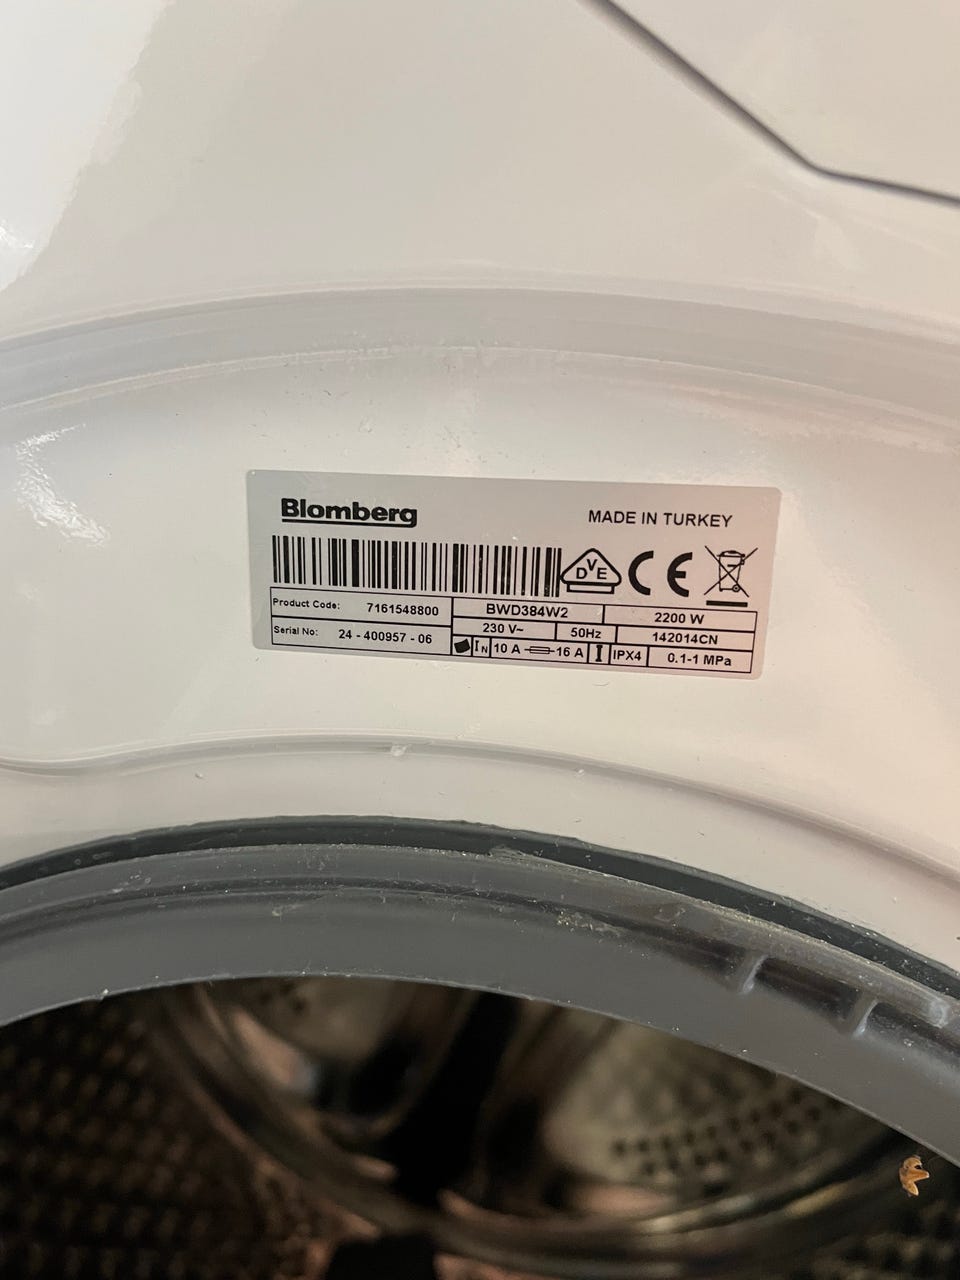 Blomberg
MADE IN TURKEY
DVE CE
Product Code: 7161548800 BWD384W2 2200 W
Serial No: 24 - 400957 - 06 230 V~ 50Hz 142014CN
IN 10 A 16 A IPX4 0.1-1 MPa